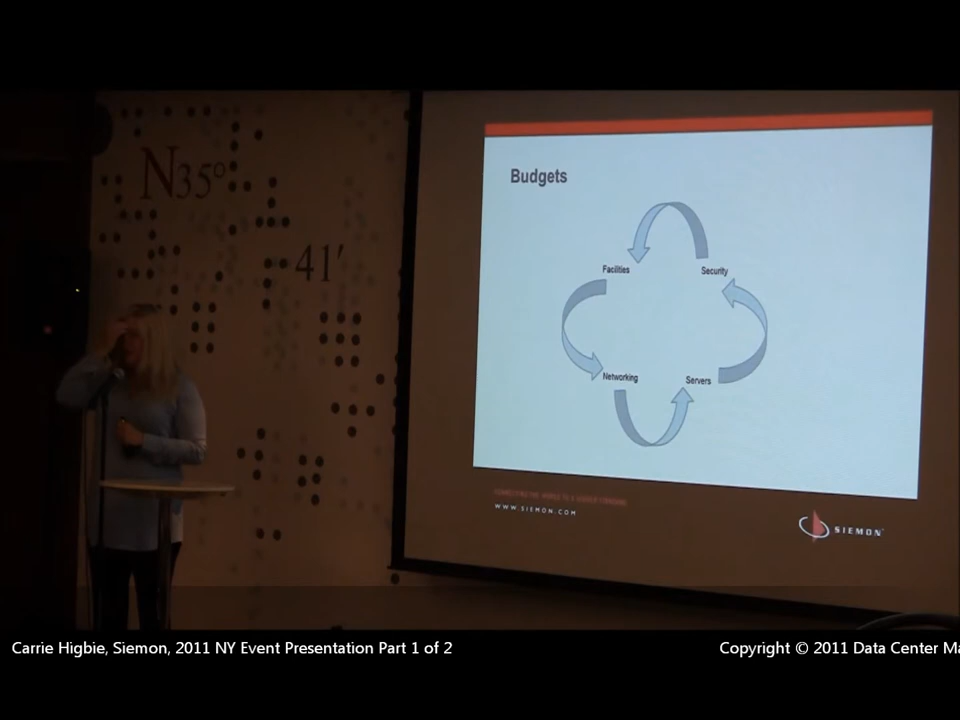 N35°
41′
Budgets
Facilities
Security
Networking
Servers
WWW.SIEMON.COM
SIEMON
Carrie Higbie, Siemon, 2011 NY Event Presentation Part 1 of 2
Copyright © 2011 Data Center Ma